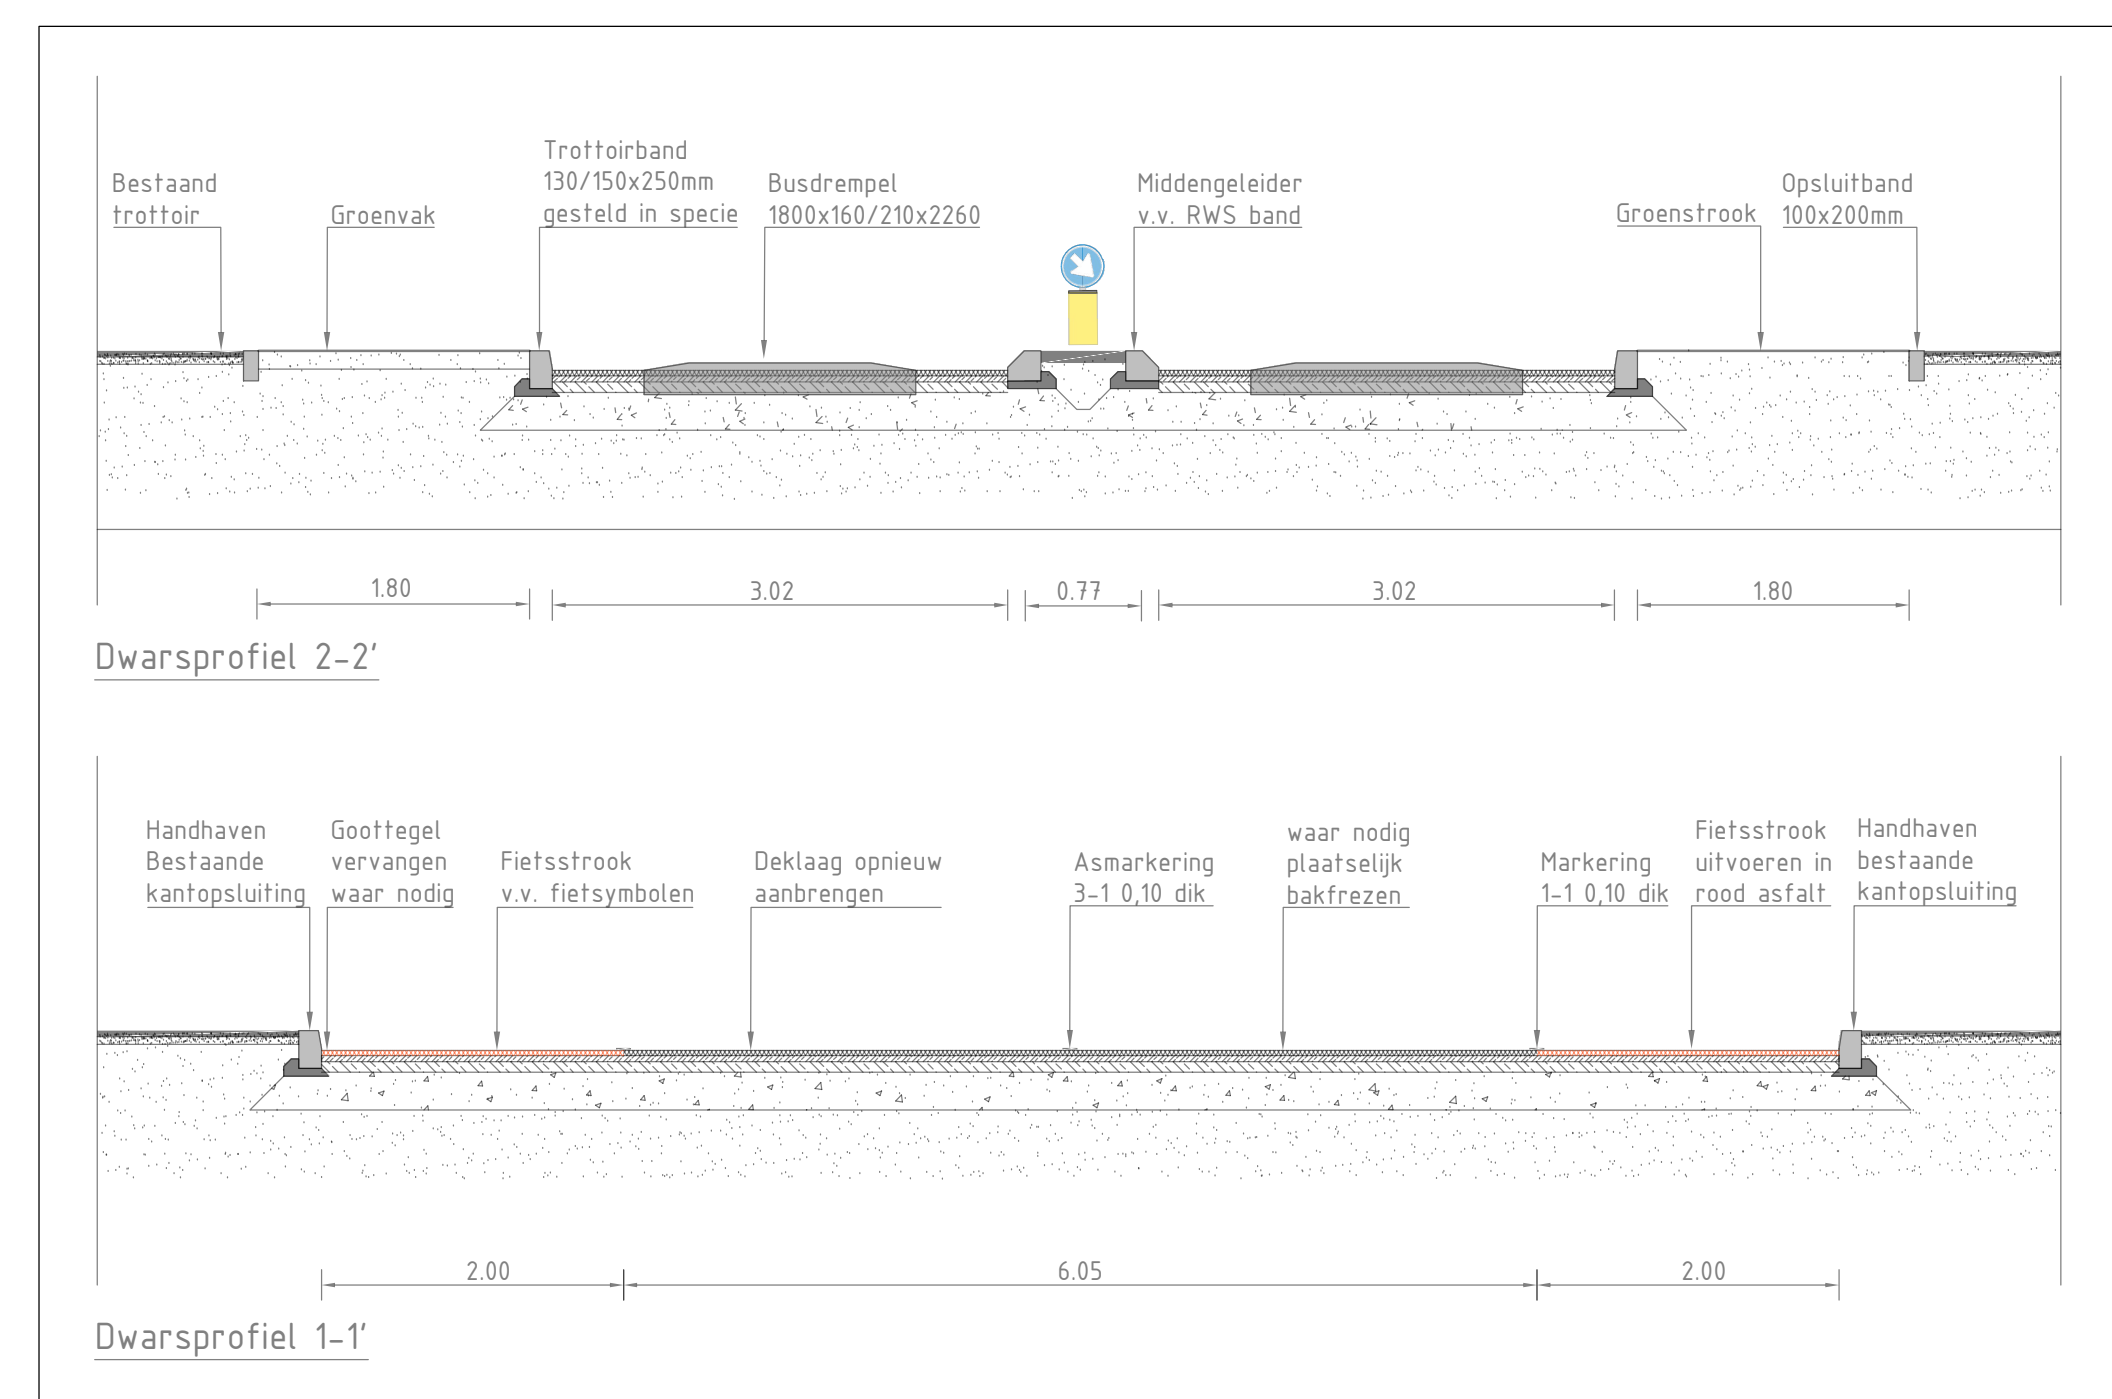 Bestaand
trottoir
Groenvak
Trottoirband
130/150x250mm
gesteld in specie
Busdrempel
1800x160/210x2260
Middengeleider
v.v. RWS band
Groenstrook
Opsluitband
100x200mm
1.80
3.02
0.77
3.02
1.80
Dwarsprofiel 2-2'
Handhaven
Bestaande
kantopsluiting
Goottegel
vervangen
waar nodig
Fietsstrook
v.v. fietsymbolen
Deklaag opnieuw
aanbrengen
Asmarkering
3-1 0,10 dik
waar nodig
plaatselijk
bakfrezen
Markering
1-1 0,10 dik
Fietsstrook
uitvoeren in
rood asfalt
Handhaven
bestaande
kantopsluiting
2.00
6.05
2.00
Dwarsprofiel 1-1'